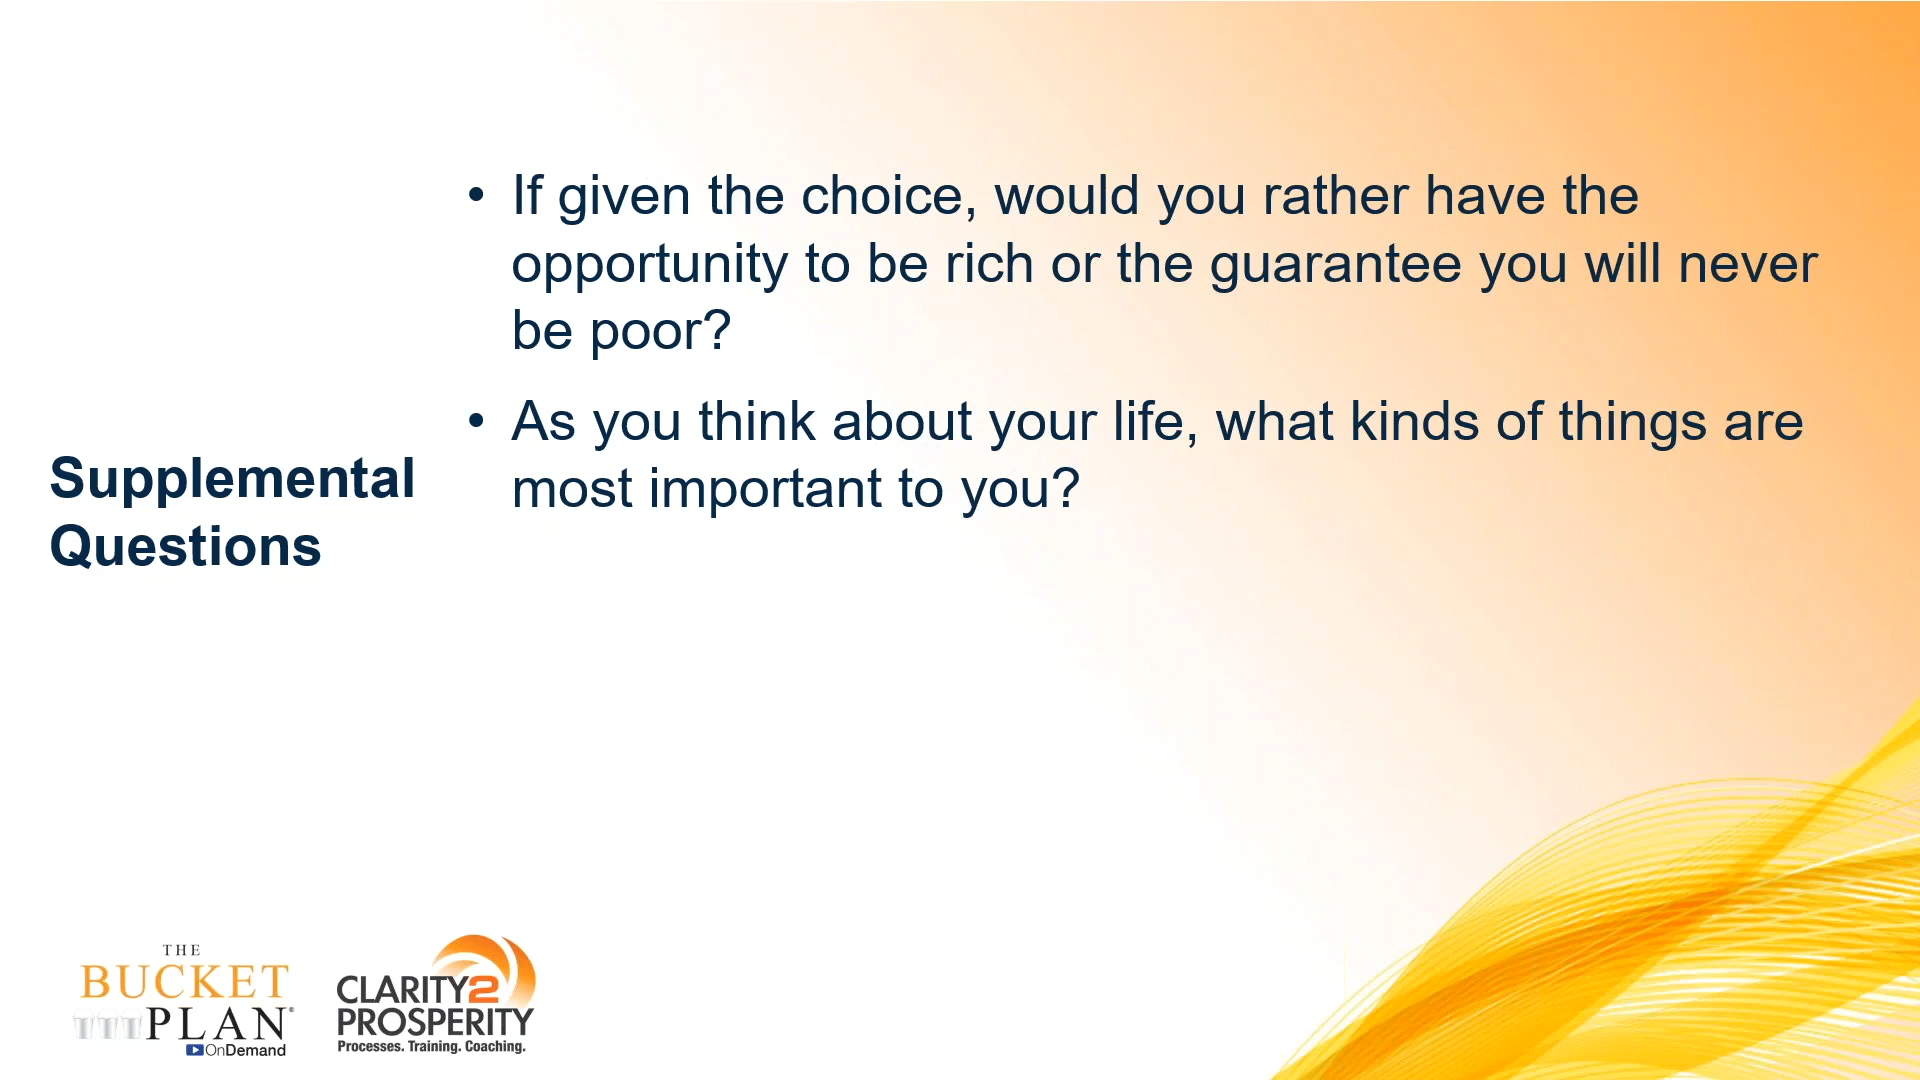 Supplemental
Questions
• If given the choice, would you rather have the
opportunity to be rich or the guarantee you will never
be poor?
• As you think about your life, what kinds of things are
most important to you?
THE
BUCKET
PLAN®
OnDemand
CLARITY2
PROSPERITY
Processes. Training. Coaching.